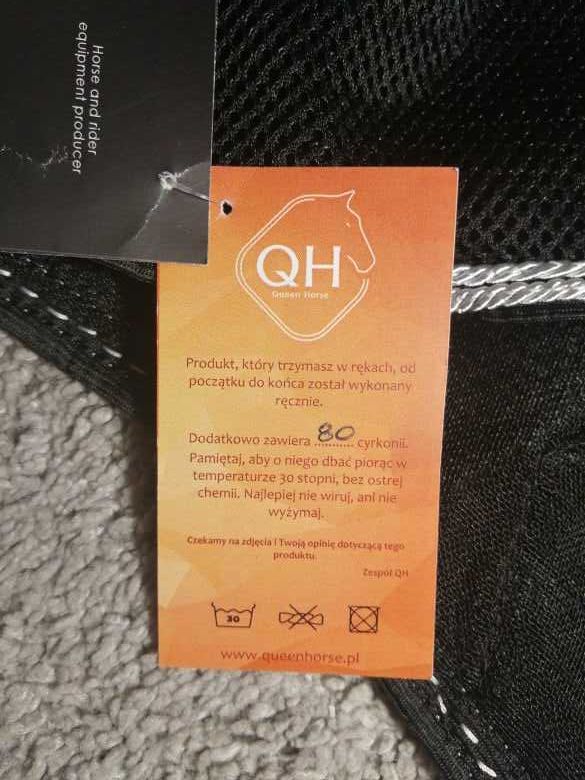 Horse and rider
equipment producer
QH
Queen Horse
Produkt, który trzymasz w rękach, od
początku do końca został wykonany
ręcznie.
Dodatkowo zawiera 80 cyrkonii.
Pamiętaj, aby o niego dbać piorąc w
temperaturze 30 stopni, bez ostrej
chemii. Najlepiej nie wiruj, ani nie
wyżymaj.
Czekamy na zdjęcia i Twoją opinię dotyczącą tego
produktu.
Zespół QH
30
www.queenhorse.pl